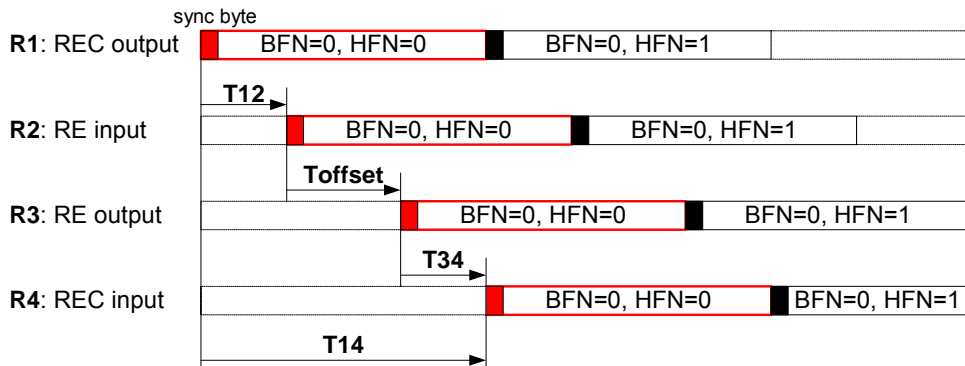 sync byte
R1: REC output BFN=0, HFN=0 BFN=0, HFN=1
T12
R2: RE input BFN=0, HFN=0 BFN=0, HFN=1
Toffset
R3: RE output BFN=0, HFN=0 BFN=0, HFN=1
T34
R4: REC input BFN=0, HFN=0 BFN=0, HFN=1
T14